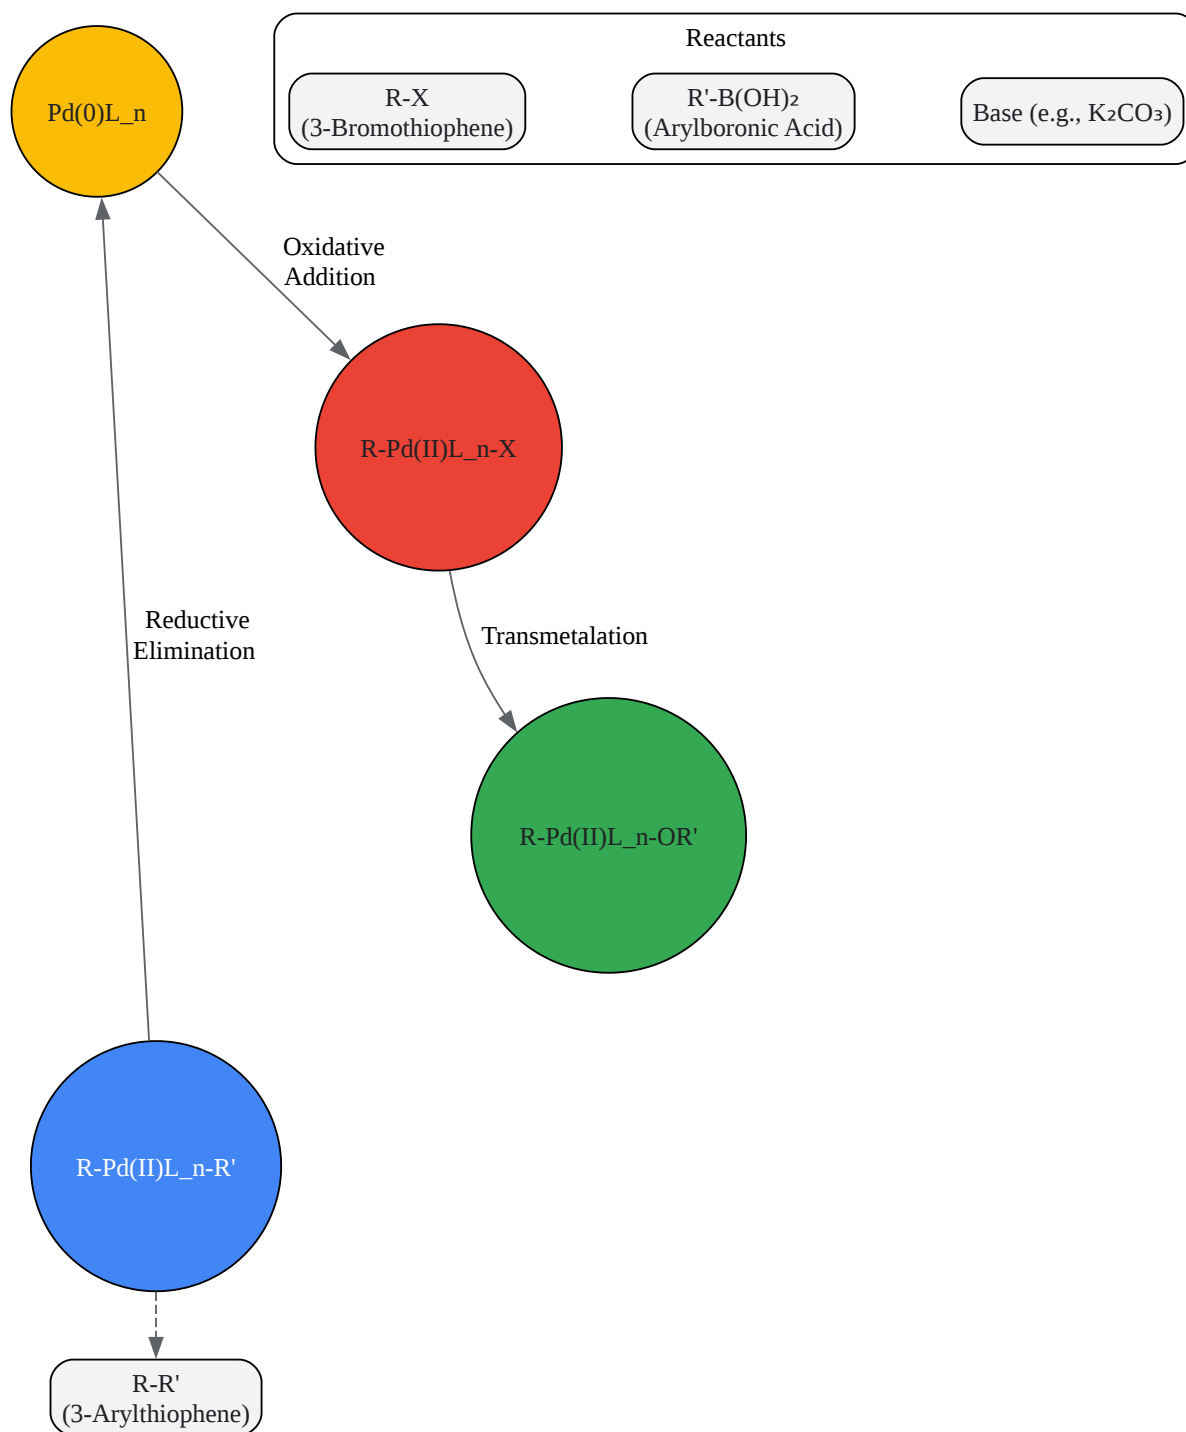 Reactants
R-X
(3-Bromothiophene)
R'-B(OH)₂
(Arylboronic Acid)
Base (e.g., K₂CO₃)
Pd(0)L_n
Oxidative
Addition
R-Pd(II)L_n-X
Reductive
Elimination
Transmetalation
R-Pd(II)L_n-OR'
R-Pd(II)L_n-R'
R-R'
(3-Arylthiophene)